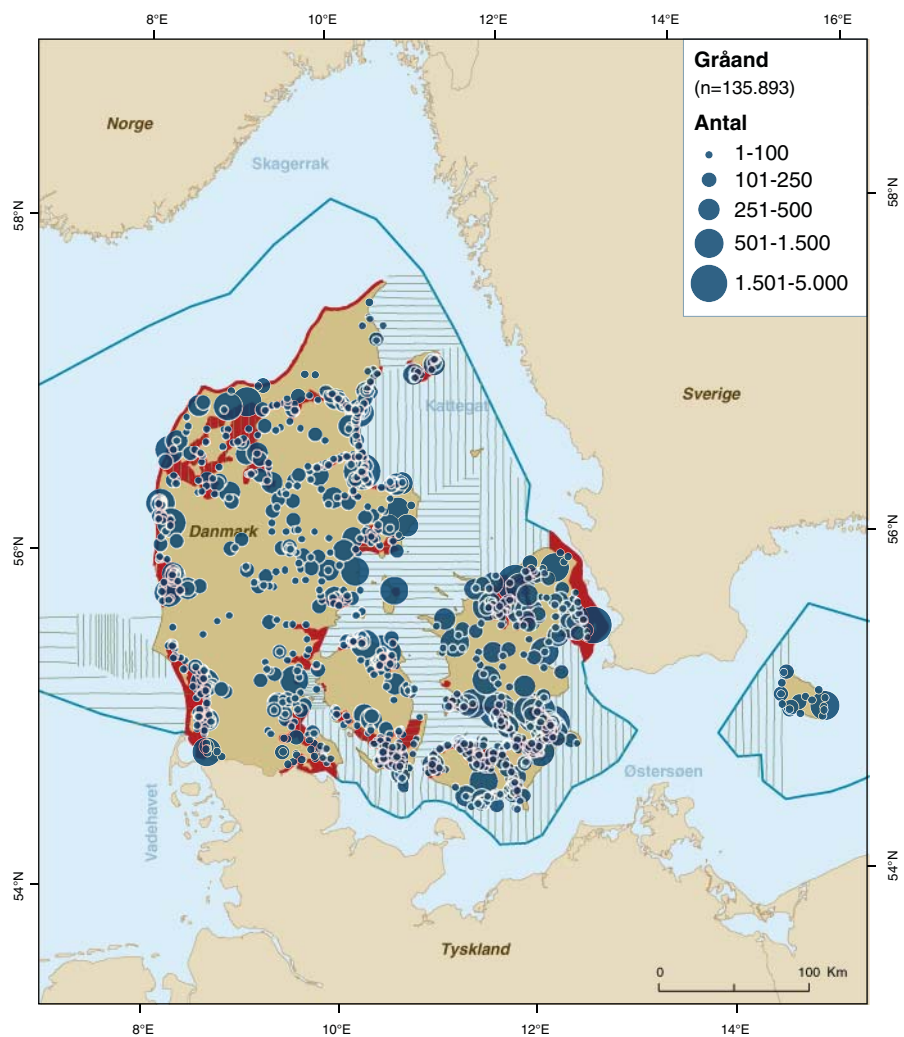 8°E 10°E 12°E 14°E 16°E
Gråand
(n=135.893)
Antal
1-100
101-250
251-500
501-1.500
1.501-5.000
Norge
Skagerrak
58°N
58°N
Sverige
Kattegat
Danmark
56°N
56°N
Østersøen
Vadehavet
54°N
54°N
Tyskland
0 100 Km
8°E 10°E 12°E 14°E